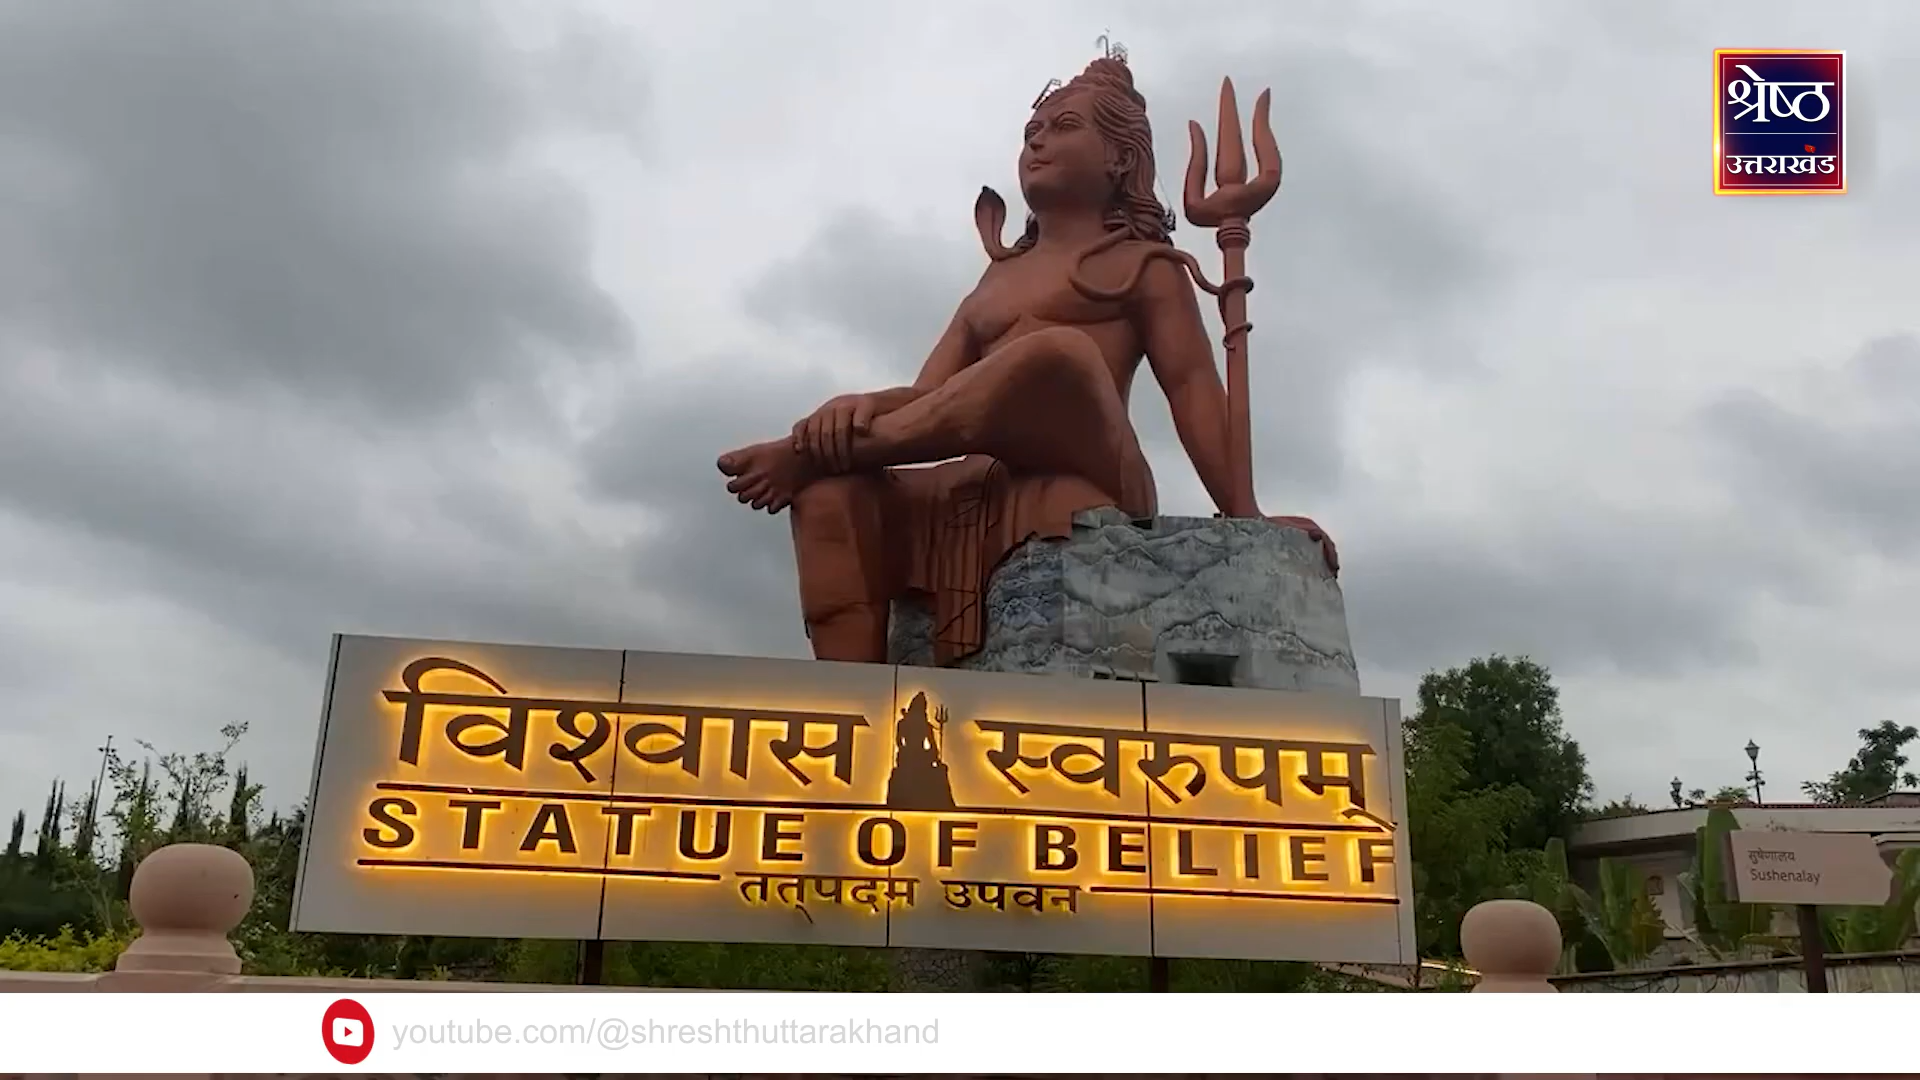 श्रेष्ठ
उत्तराखंड
विश्वास स्वरुपम्
STATUE OF BELIEF
तत्पदम उपवन
सुषेणालय
Sushenalay
youtube.com/@shreshthuttarakhand